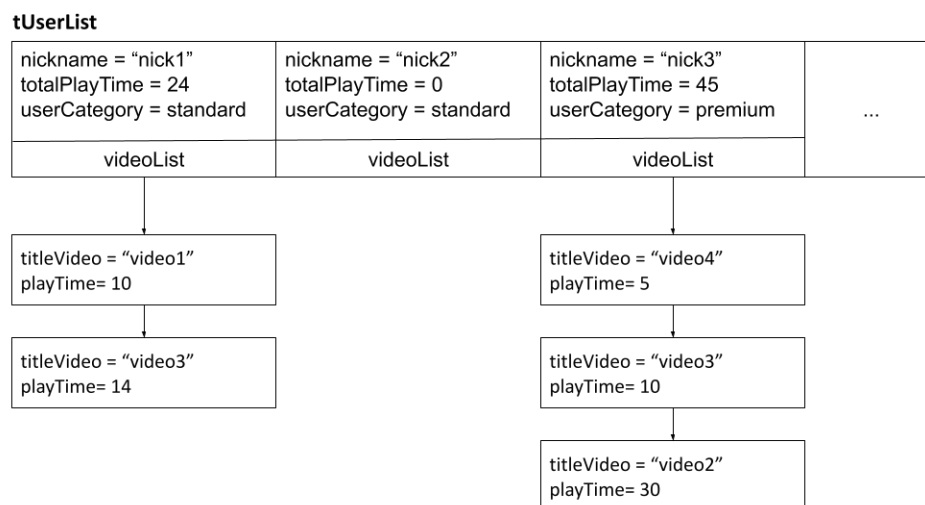 tUserList
nickname = “nick1”
totalPlayTime = 24
userCategory = standard
videoList
nickname = “nick2”
totalPlayTime = 0
userCategory = standard
videoList
nickname = “nick3”
totalPlayTime = 45
userCategory = premium
videoList
...
titleVideo = “video1”
playTime= 10
titleVideo = “video3”
playTime= 14
titleVideo = “video4”
playTime= 5
titleVideo = “video3”
playTime= 10
titleVideo = “video2”
playTime= 30